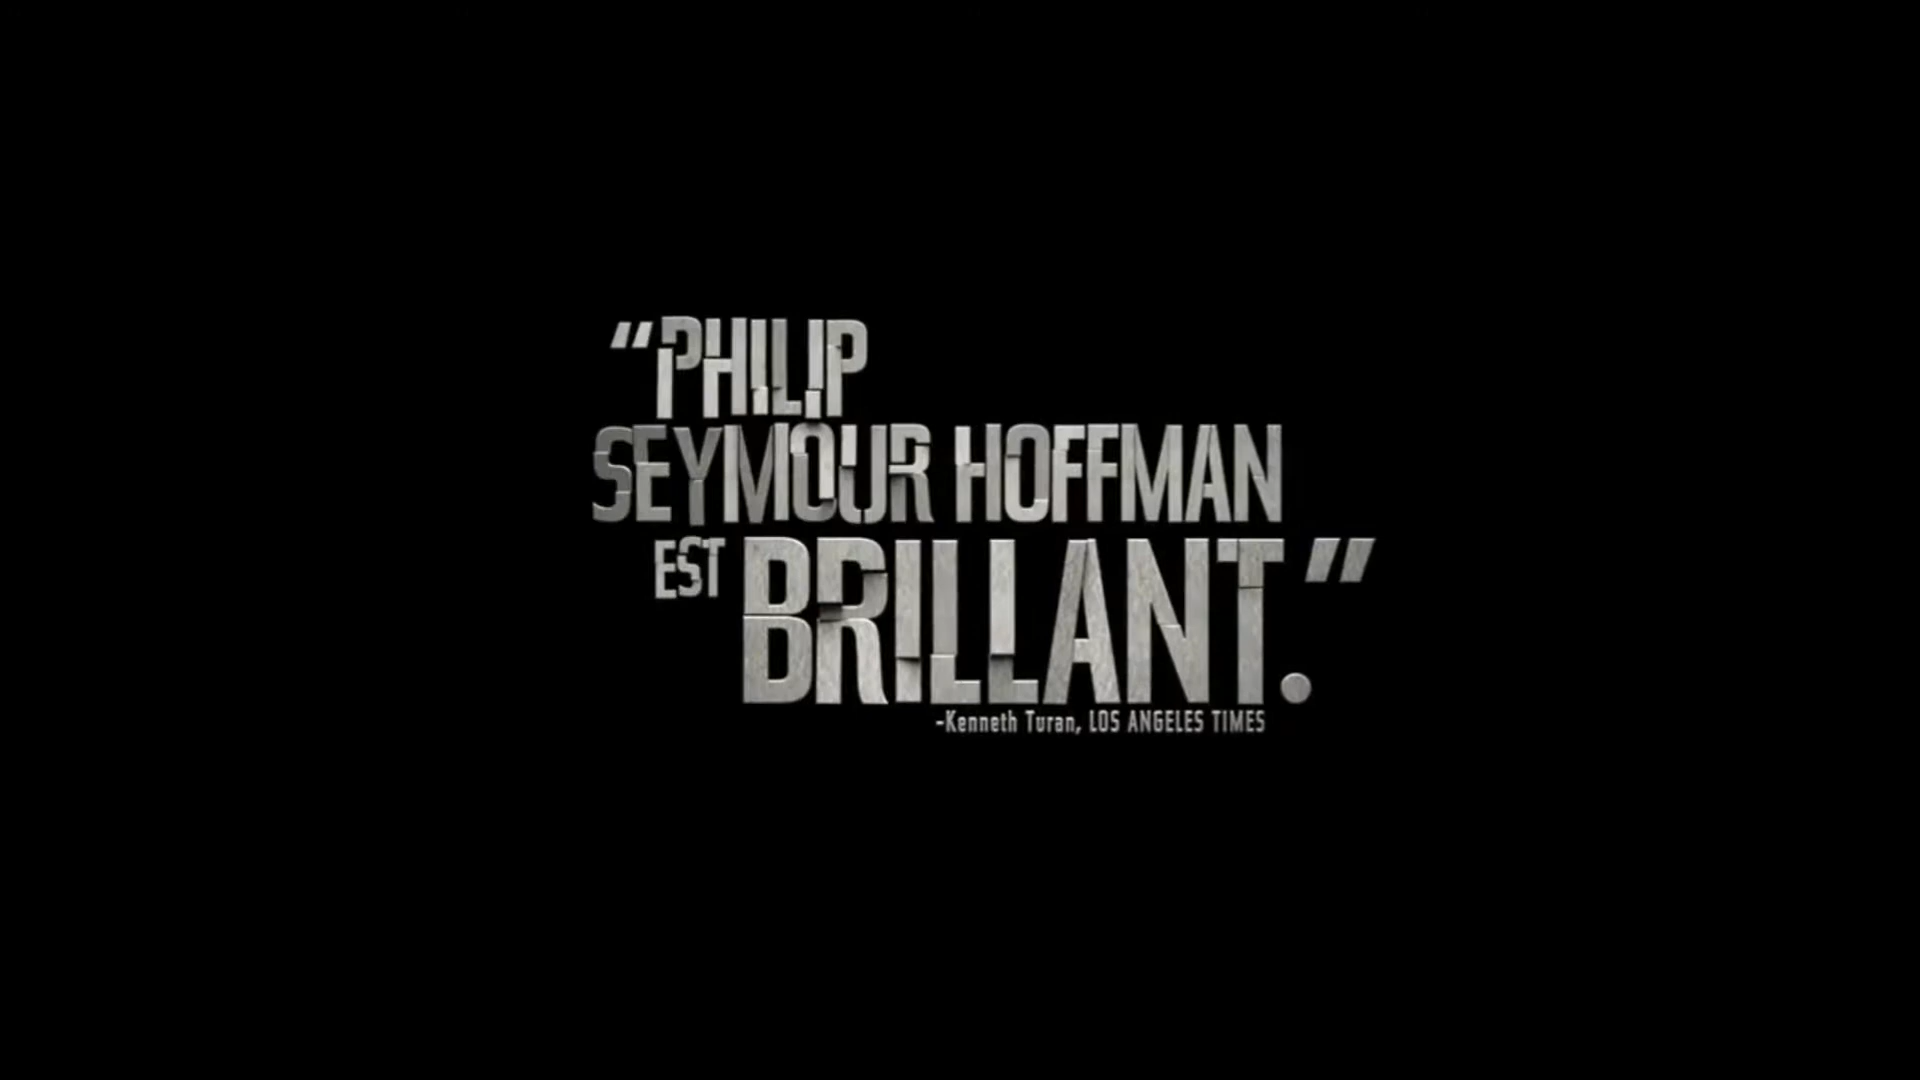 “PHILIP
SEYMOUR HOFFMAN
EST BRILLANT.”
-Kenneth Turan, LOS ANGELES TIMES